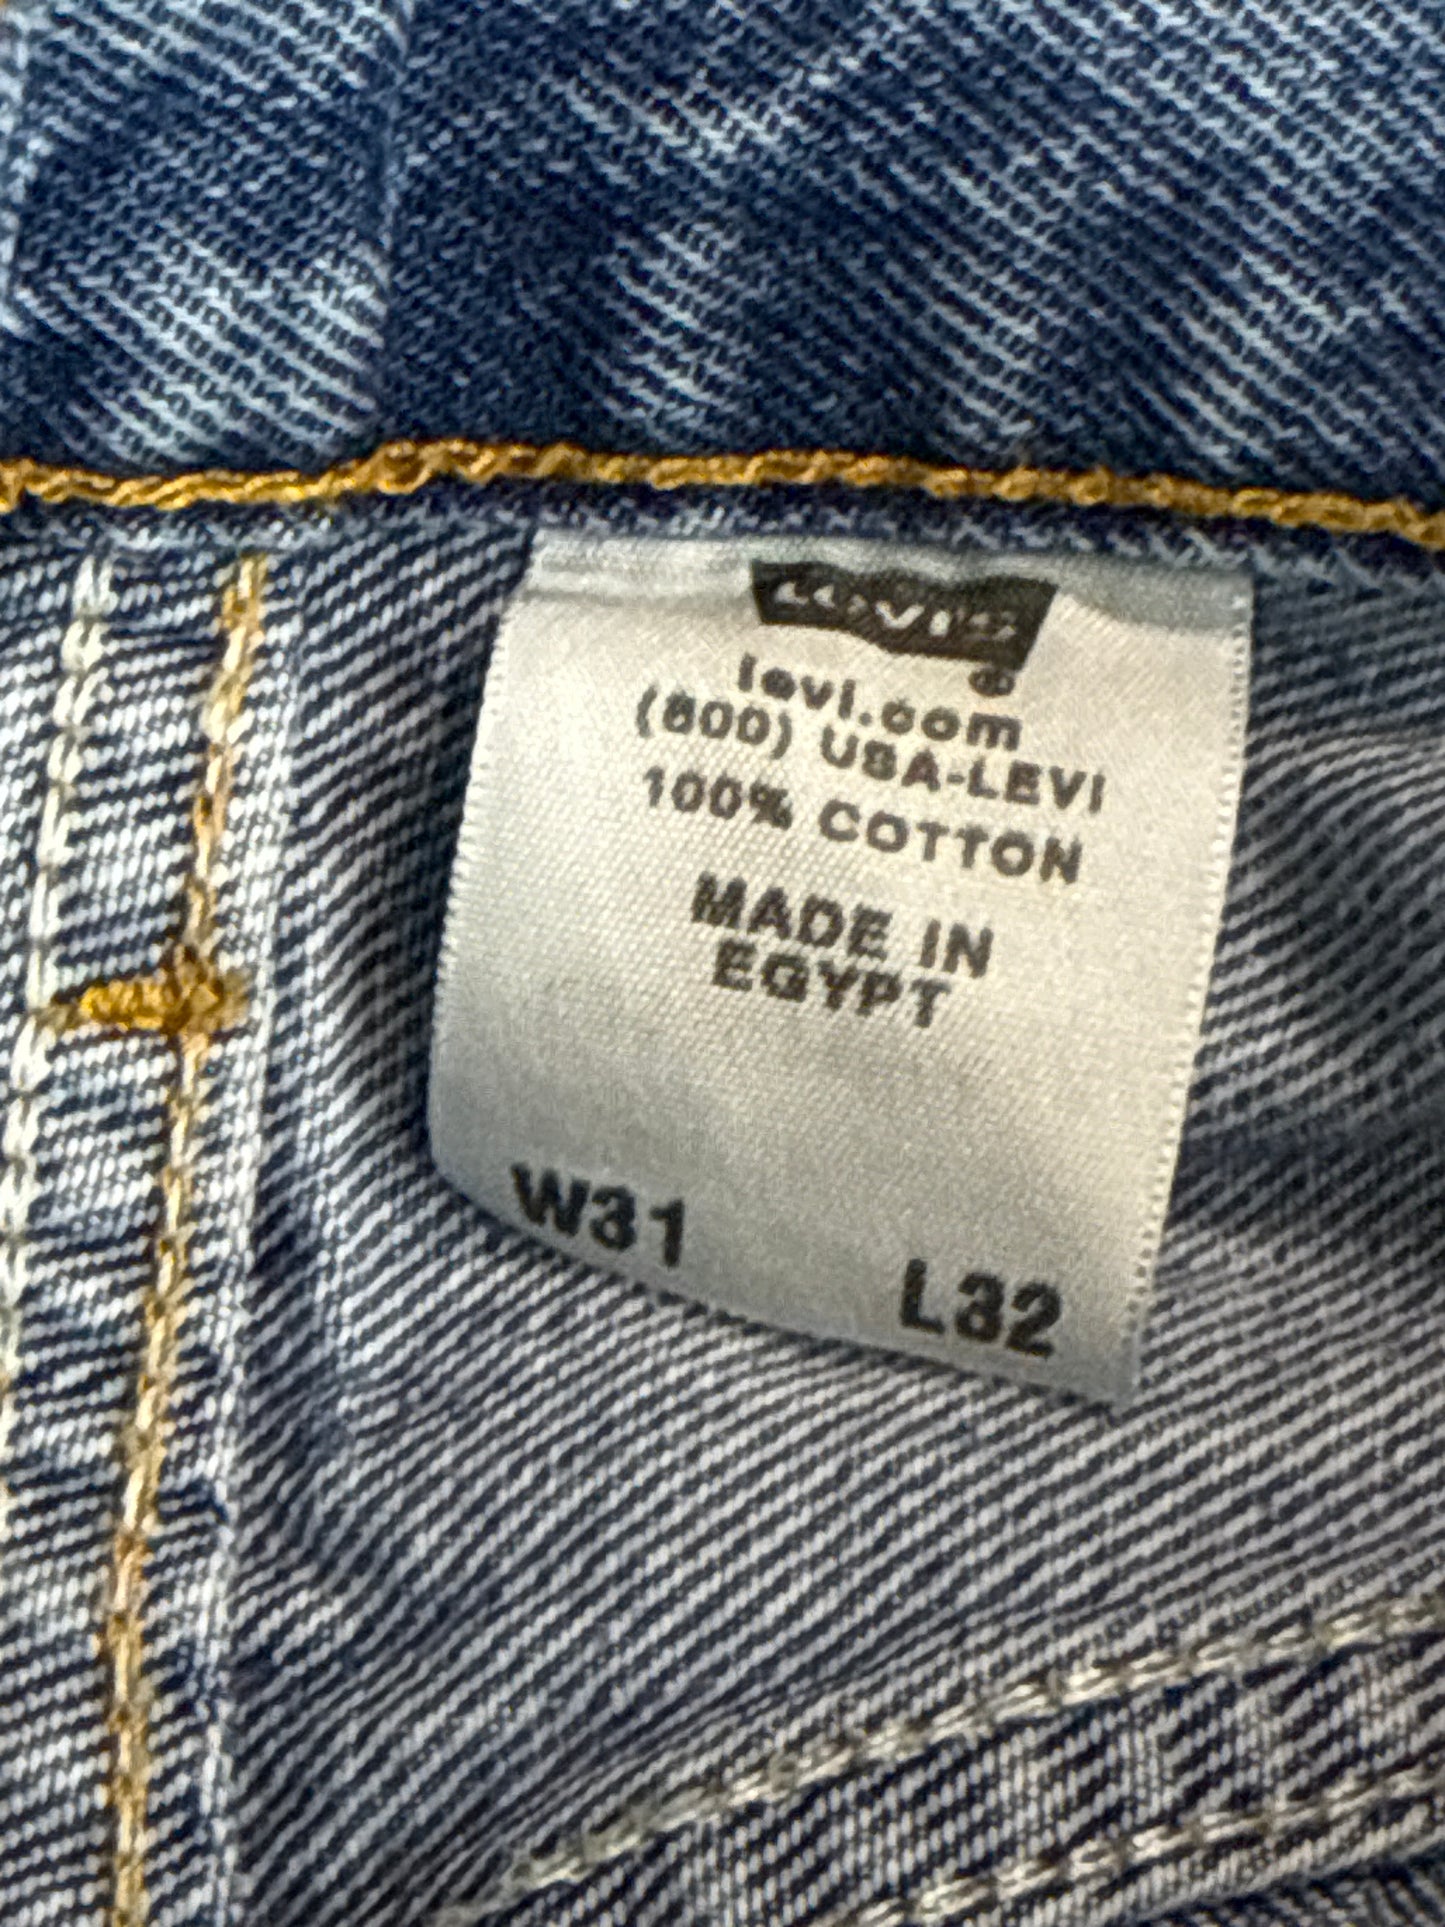 LEVI'S
®
levi.com
(800) USA-LEVI
100% COTTON
MADE IN
EGYPT
W31 L32